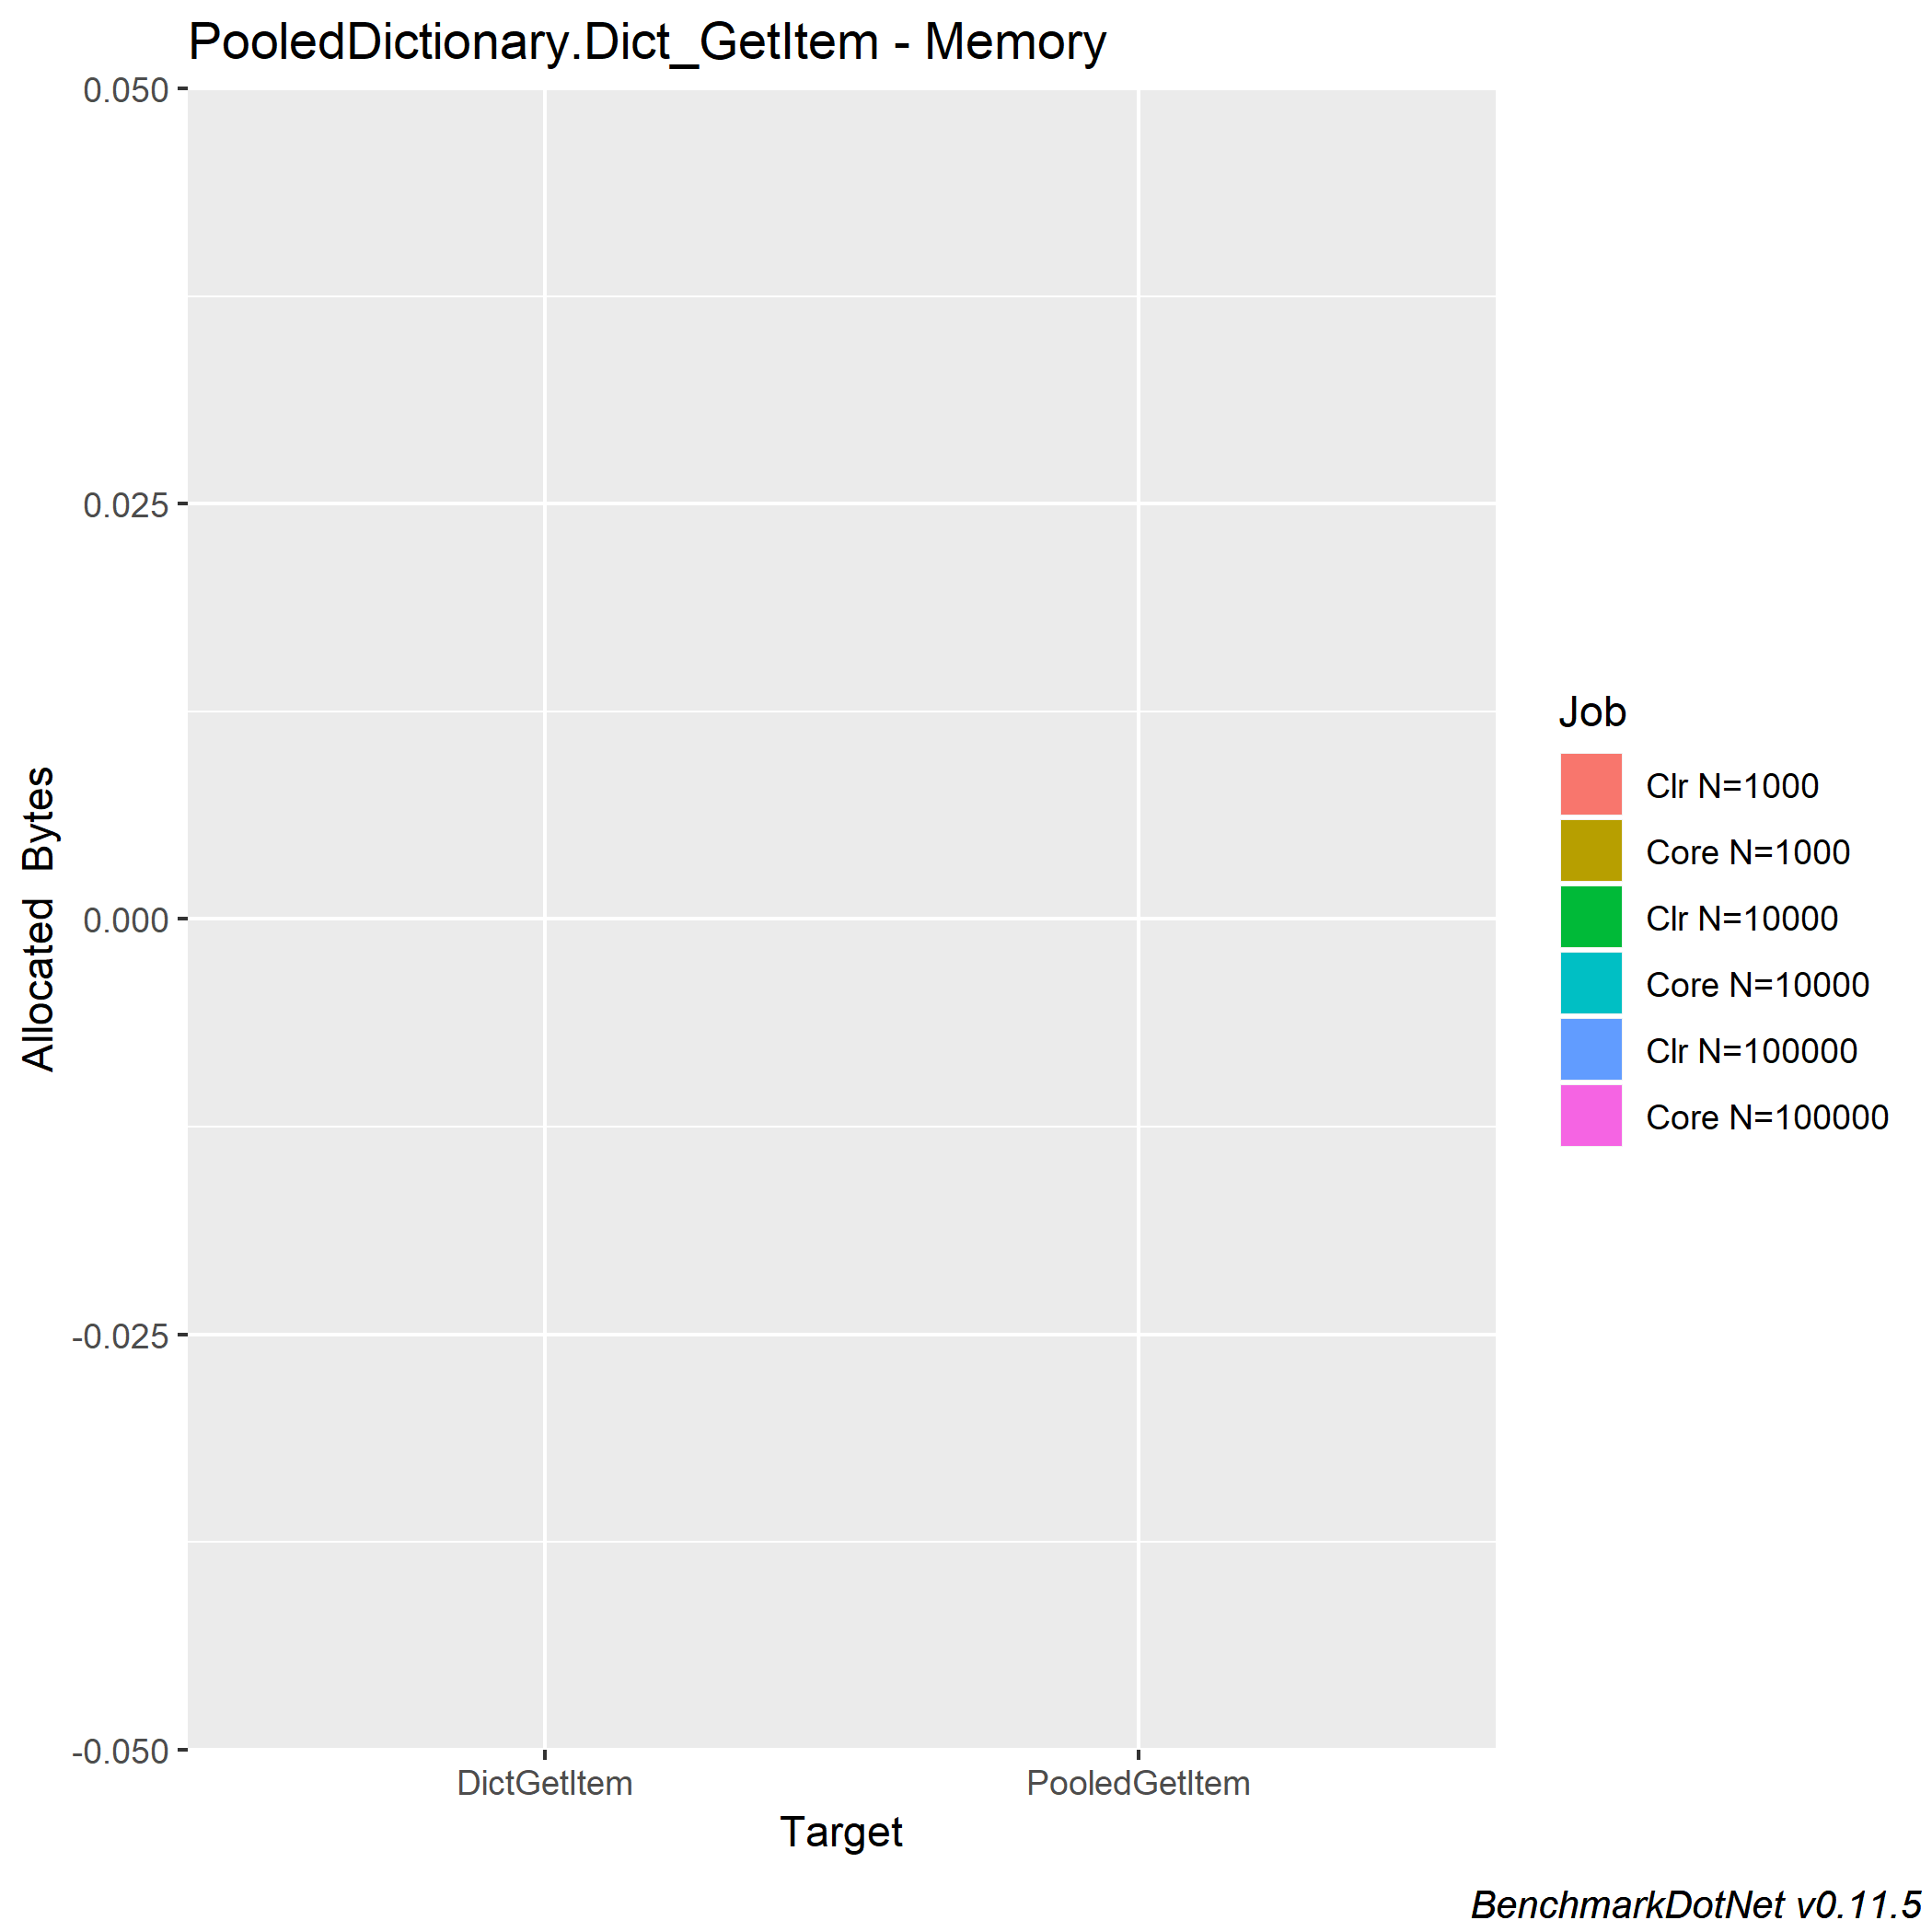 PooledDictionary.Dict_GetItem - Memory
0.050
0.025
0.000
-0.025
-0.050
Allocated Bytes
DictGetItem
PooledGetItem
Target
Job
Clr N=1000
Core N=1000
Clr N=10000
Core N=10000
Clr N=100000
Core N=100000
BenchmarkDotNet v0.11.5